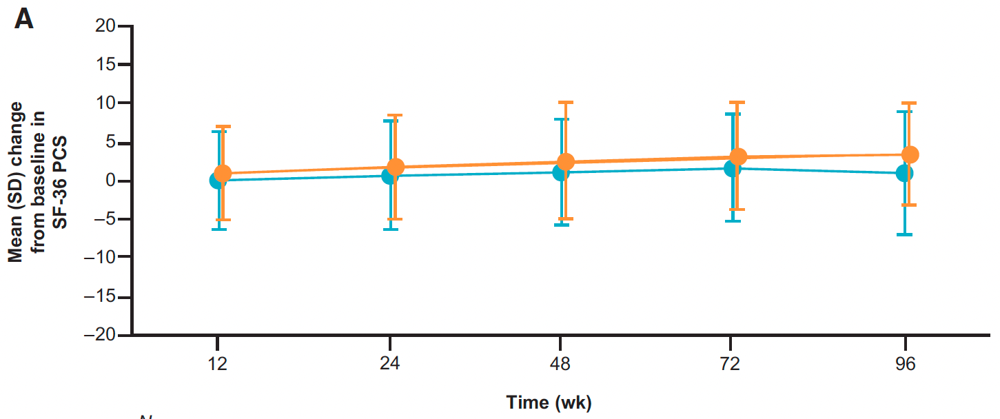 A
20
15
10
5
0
–5
–10
–15
–20
Mean (SD) change
from baseline in
SF-36 PCS
12 24 48 72 96
Time (wk)